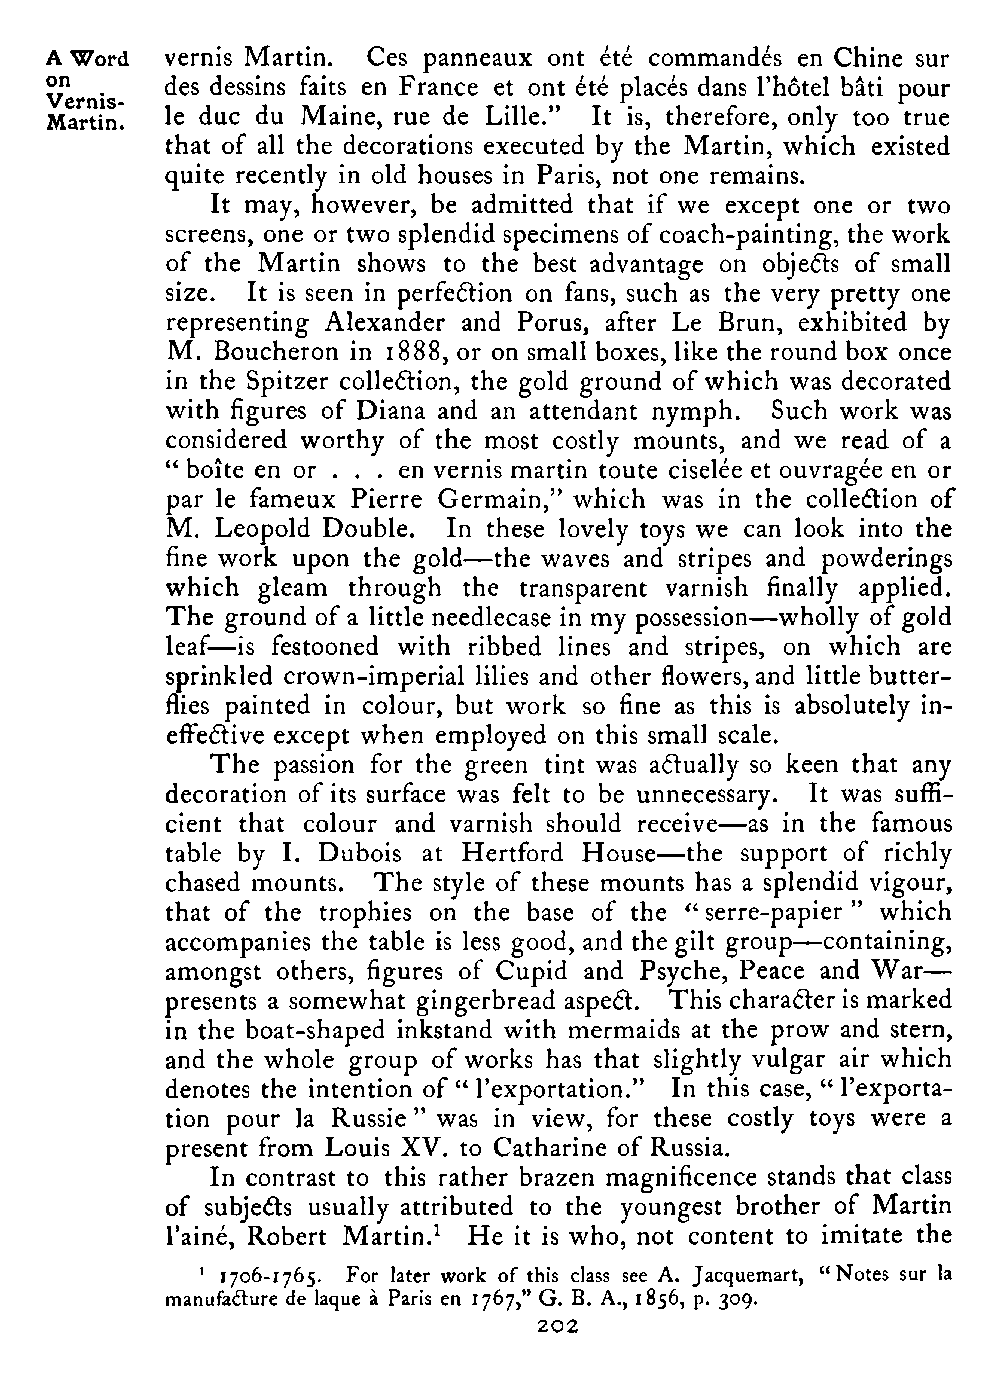 A Word
on
Vernis-
Martin.
vernis Martin. Ces panneaux ont été commandés en Chine sur
des dessins faits en France et ont été placés dans l'hôtel bâti pour
le duc du Maine, rue de Lille.” It is, therefore, only too true
that of all the decorations executed by the Martin, which existed
quite recently in old houses in Paris, not one remains.
It may, however, be admitted that if we except one or two
screens, one or two splendid specimens of coach-painting, the work
of the Martin shows to the best advantage on objects of small
size. It is seen in perfection on fans, such as the very pretty one
representing Alexander and Porus, after Le Brun, exhibited by
M. Boucheron in 1888, or on small boxes, like the round box once
in the Spitzer collection, the gold ground of which was decorated
with figures of Diana and an attendant nymph. Such work was
considered worthy of the most costly mounts, and we read of a
“boîte en or . . . en vernis martin toute ciselée et ouvragée en or
par le fameux Pierre Germain,” which was in the collection of
M. Leopold Double. In these lovely toys we can look into the
fine work upon the gold—the waves and stripes and powderings
which gleam through the transparent varnish finally applied.
The ground of a little needlecase in my possession—wholly of gold
leaf—is festooned with ribbed lines and stripes, on which are
sprinkled crown-imperial lilies and other flowers, and little butter-
flies painted in colour, but work so fine as this is absolutely in-
effective except when employed on this small scale.
The passion for the green tint was actually so keen that any
decoration of its surface was felt to be unnecessary. It was suffi-
cient that colour and varnish should receive—as in the famous
table by I. Dubois at Hertford House—the support of richly
chased mounts. The style of these mounts has a splendid vigour,
that of the trophies on the base of the “serre-papier” which
accompanies the table is less good, and the gilt group—containing,
amongst others, figures of Cupid and Psyche, Peace and War—
presents a somewhat gingerbread aspect. This character is marked
in the boat-shaped inkstand with mermaids at the prow and stern,
and the whole group of works has that slightly vulgar air which
denotes the intention of “l'exportation.” In this case, “l'exporta-
tion pour la Russie” was in view, for these costly toys were a
present from Louis XV. to Catharine of Russia.
In contrast to this rather brazen magnificence stands that class
of subjects usually attributed to the youngest brother of Martin
l'ainé, Robert Martin.¹ He it is who, not content to imitate the
¹ 1706-1765. For later work of this class see A. Jacquemart, “Notes sur la
manufacture de laque à Paris en 1767,” G. B. A., 1856, p. 309.
202